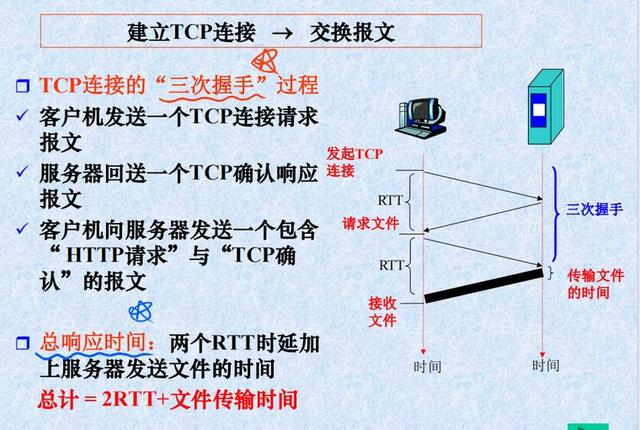 建立TCP连接 → 交换报文
TCP连接的“三次握手”过程
客户机发送一个TCP连接请求
报文
服务器回送一个TCP确认响应
报文
客户机向服务器发送一个包含
“ HTTP请求”与“TCP确
认”的报文
总响应时间：两个RTT时延加
上服务器发送文件的时间
总计 = 2RTT+文件传输时间
发起TCP
连接
RTT
请求文件
RTT
接收
文件
三次握手
传输文件
的时间
时间
时间